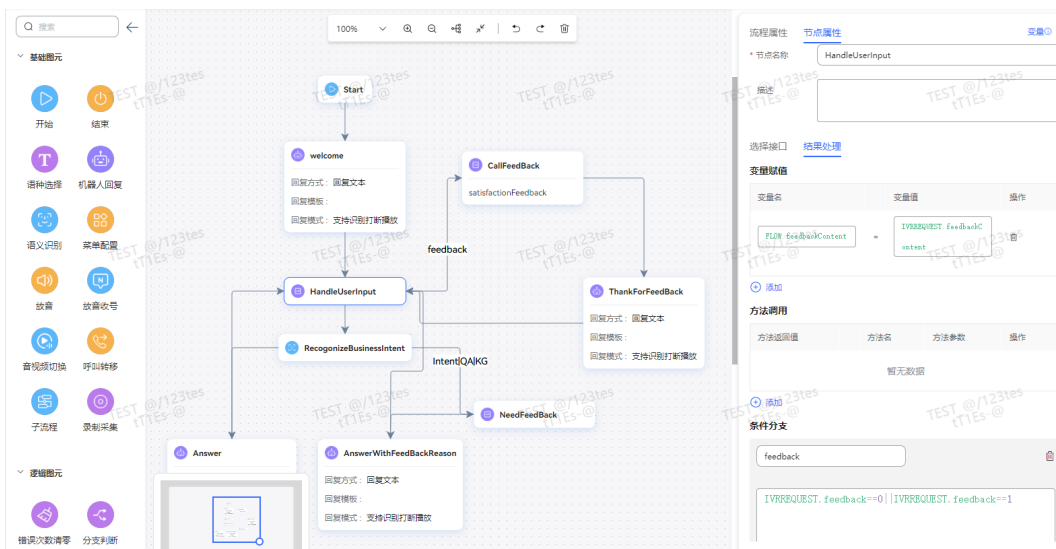 搜索
基础图元
开始
结束
语种选择
机器人回复
语义识别
菜单配置
放音
放音收号
音视频切换
呼叫转移
子流程
录制采集
逻辑图元
错误次数清零
分支判断
100%
Start
welcome
回复方式： 回复文本
回复模板：
回复模式： 支持识别打断播放
CallFeedBack
satisfactionFeedback
feedback
HandleUserInput
ThankForFeedBack
回复方式： 回复文本
回复模板：
回复模式： 支持识别打断播放
RecogonizeBusinessIntent
Intent|QA|KG
NeedFeedBack
Answer
AnswerWithFeedBackReason
回复方式： 回复文本
回复模板：
回复模式： 支持识别打断播放
流程属性 节点属性 变量
* 节点名称 HandleUserInput
描述
选择接口 结果处理
变量赋值
变量名 变量值 操作
FLOW.feedbackContent = IVRREQUEST.feedbackC
ontent
添加
方法调用
方法返回值 方法名 方法参数 操作
暂无数据
添加
条件分支
feedback
IVRREQUEST.feedback==0||IVRREQUEST.feedback==1
TEST @/123tes
tT1Es-@